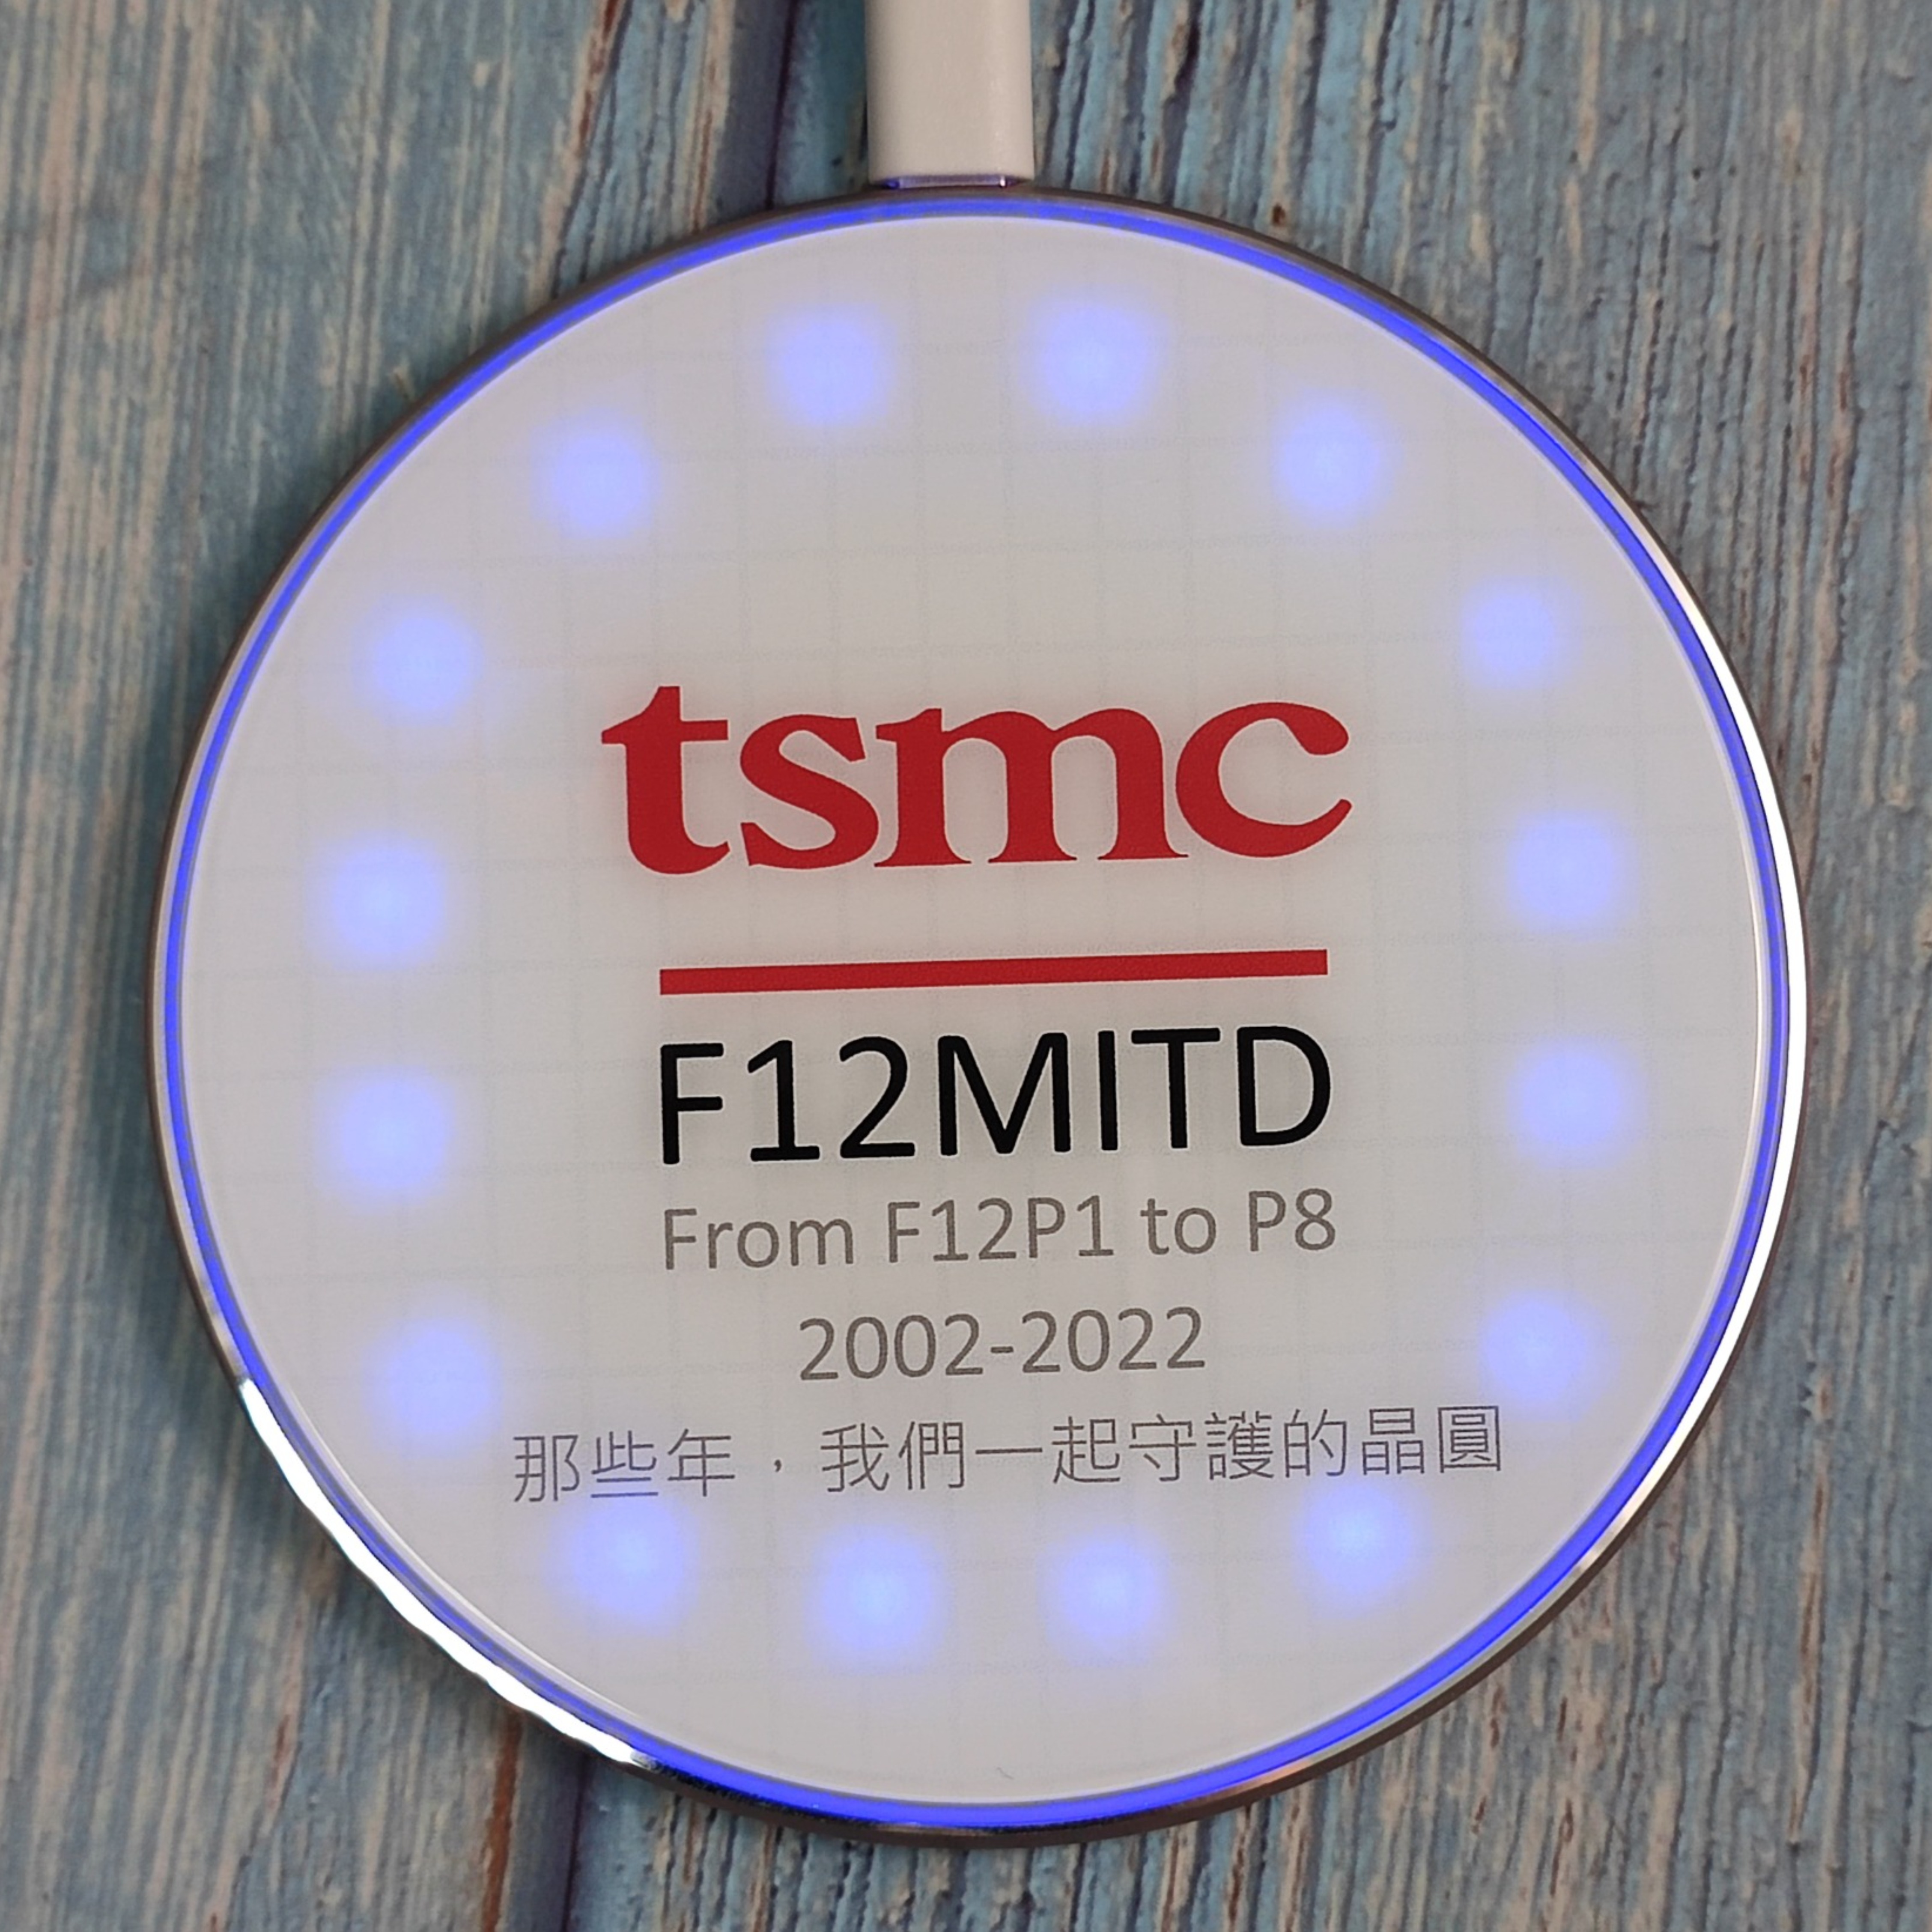 tsmc
F12MITD
From F12P1 to P8
2002-2022
那些年，我們一起守護的晶圓